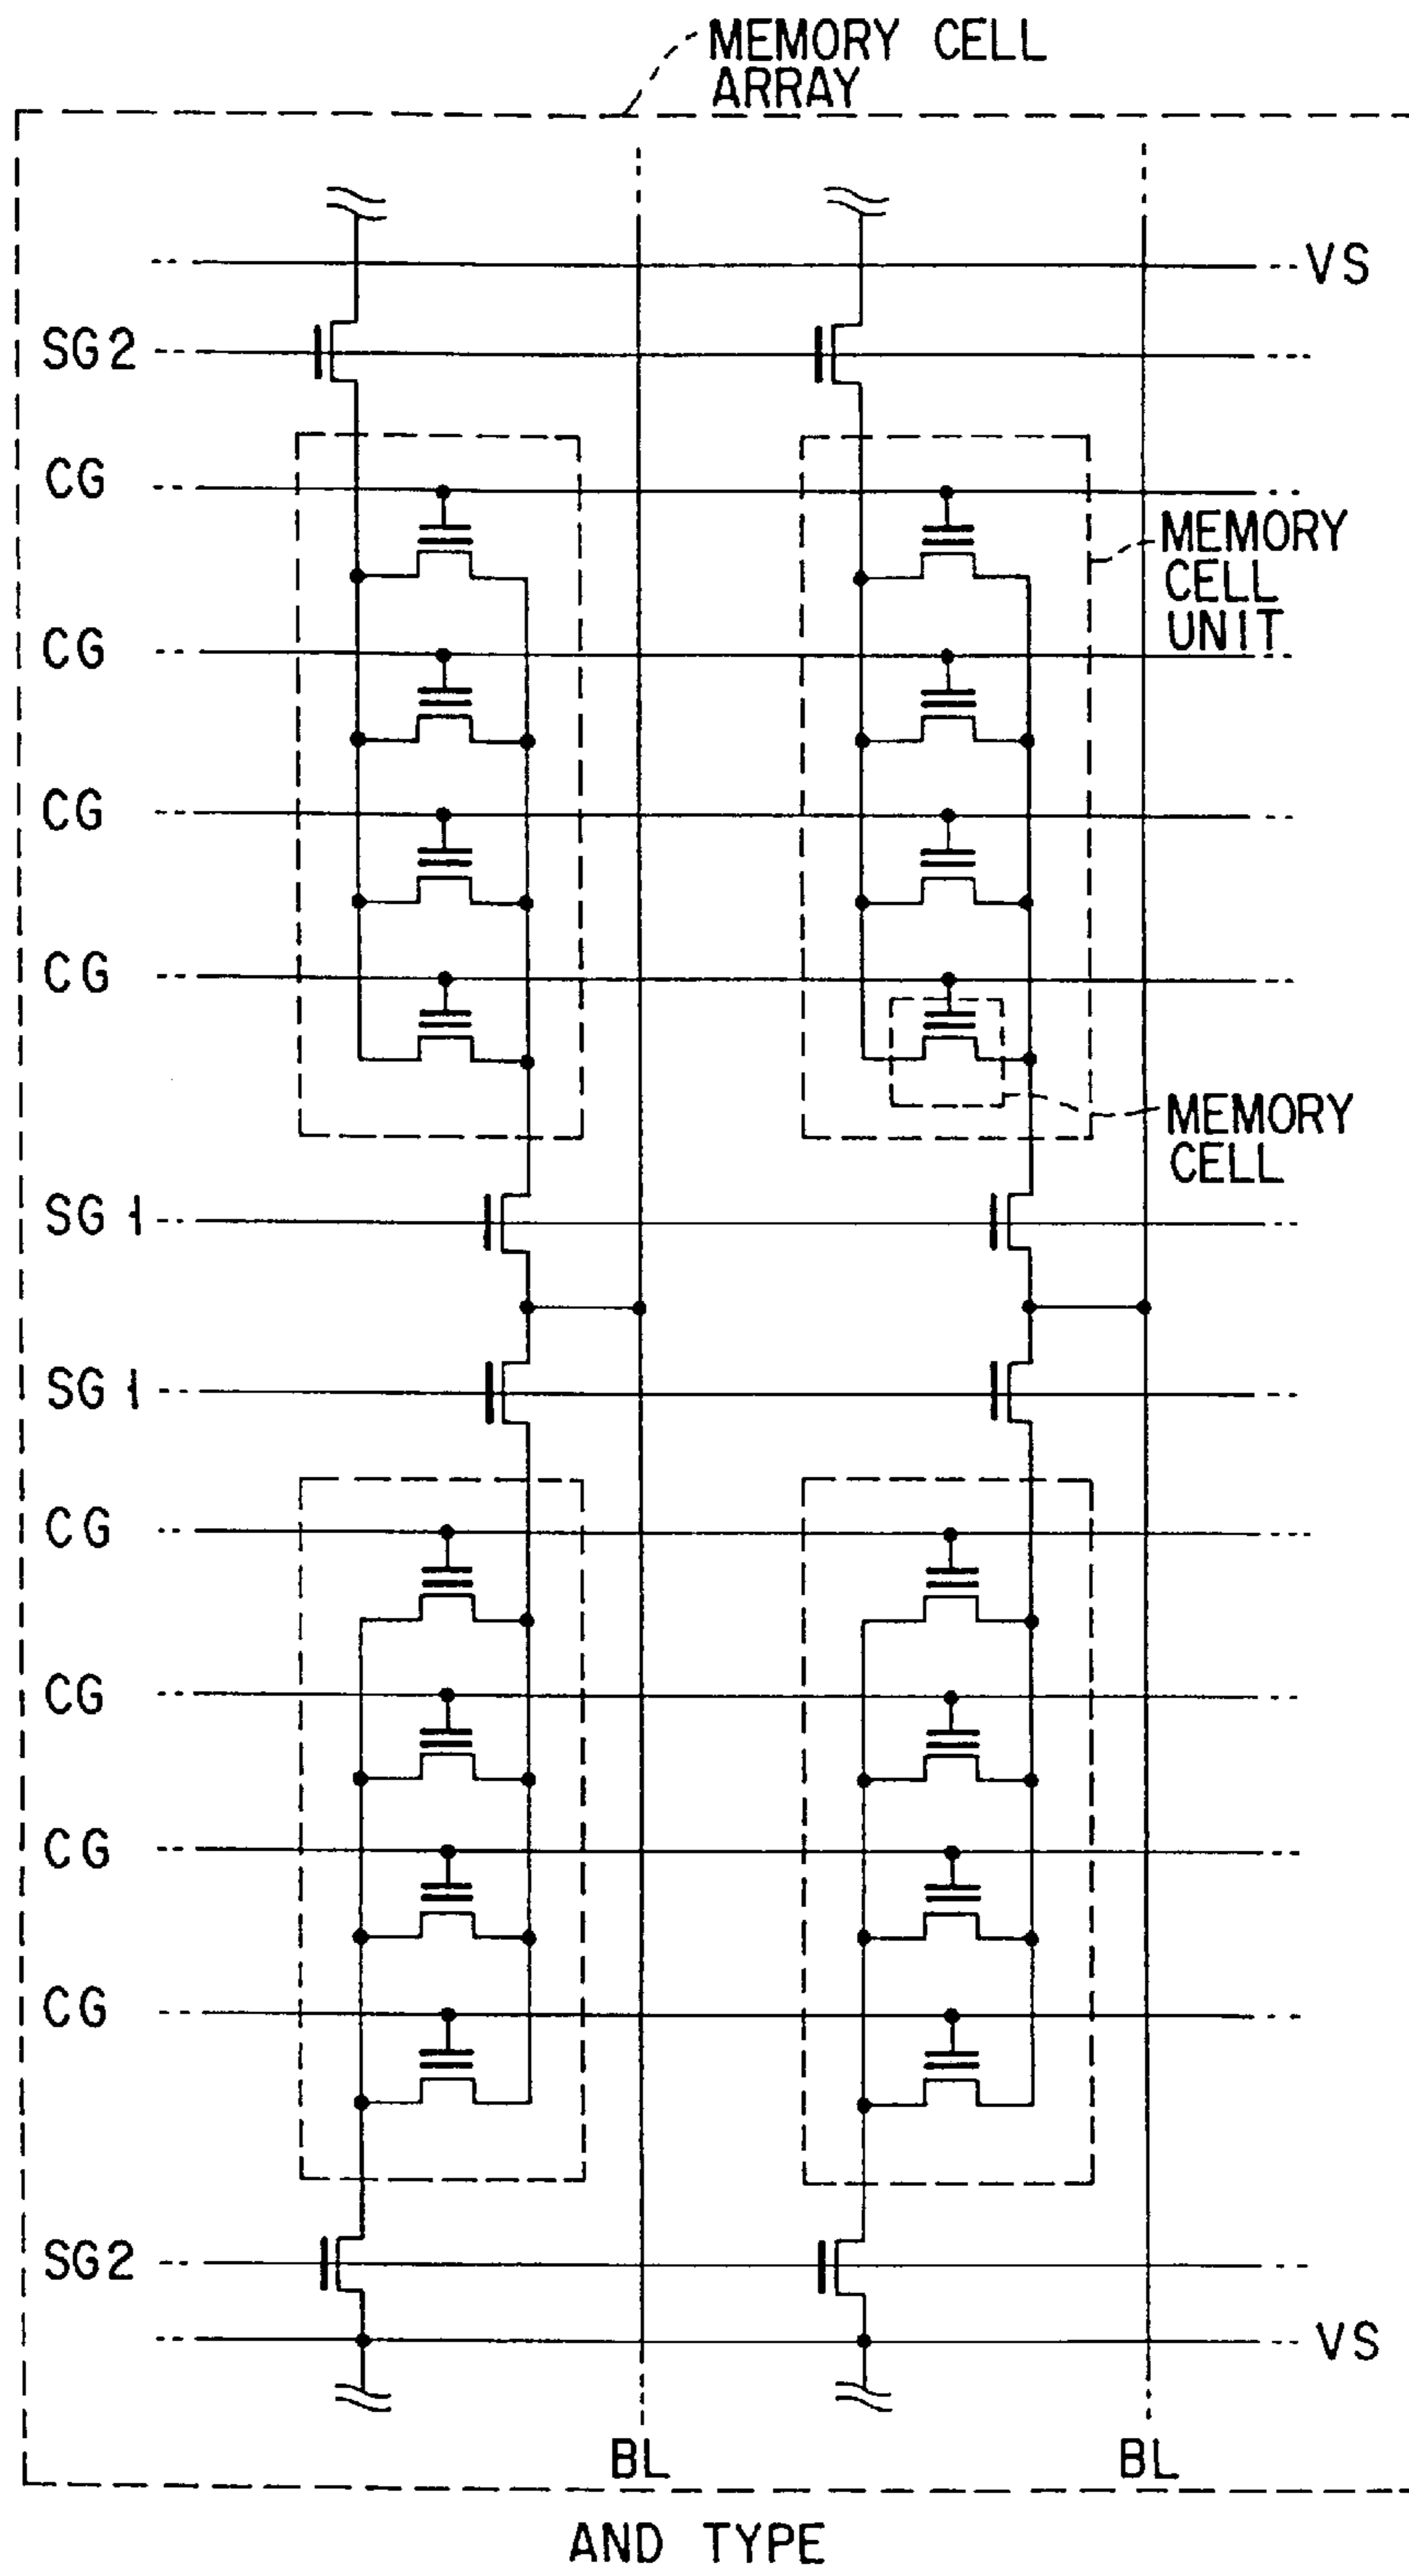 MEMORY CELL
ARRAY
VS
SG2
CG
MEMORY
CELL
UNIT
CG
CG
CG
MEMORY
CELL
SG1
SG1
CG
CG
CG
CG
SG2
VS
BL
BL
AND TYPE